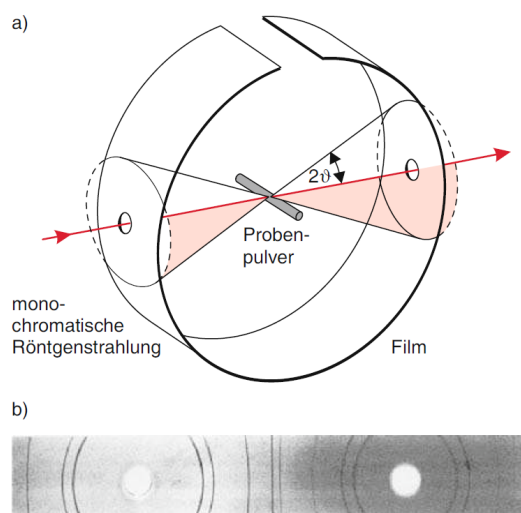 a)
2ϑ
Proben-
pulver
mono-
chromatische
Röntgenstrahlung
Film
b)